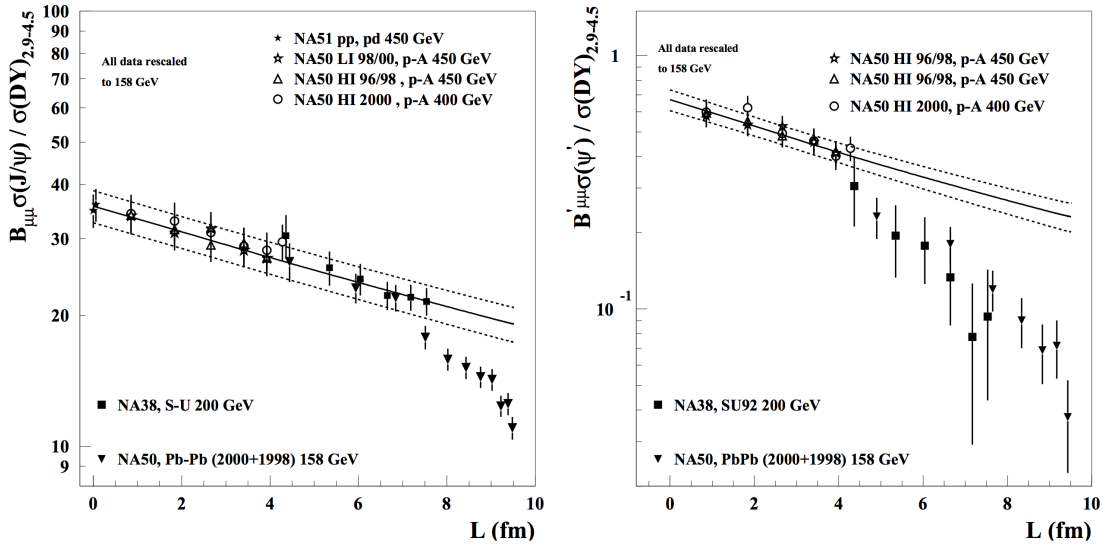 B_μμσ(J/ψ) / σ(DY)_2.9-4.5
100
90
80
70
60
50
40
30
20
10
9
All data rescaled
to 158 GeV
NA51 pp, pd 450 GeV
NA50 LI 98/00, p-A 450 GeV
NA50 HI 96/98 , p-A 450 GeV
NA50 HI 2000 , p-A 400 GeV
NA38, S-U 200 GeV
NA50, Pb-Pb (2000+1998) 158 GeV
0 2 4 6 8 10
L (fm)
B'_μμσ(ψ') / σ(DY)_2.9-4.5
1
10^-1
All data rescaled
to 158 GeV
NA50 HI 96/98, p-A 450 GeV
NA50 HI 96/98, p-A 450 GeV
NA50 HI 2000, p-A 400 GeV
NA38, SU92 200 GeV
NA50, PbPb (2000+1998) 158 GeV
0 2 4 6 8 10
L (fm)